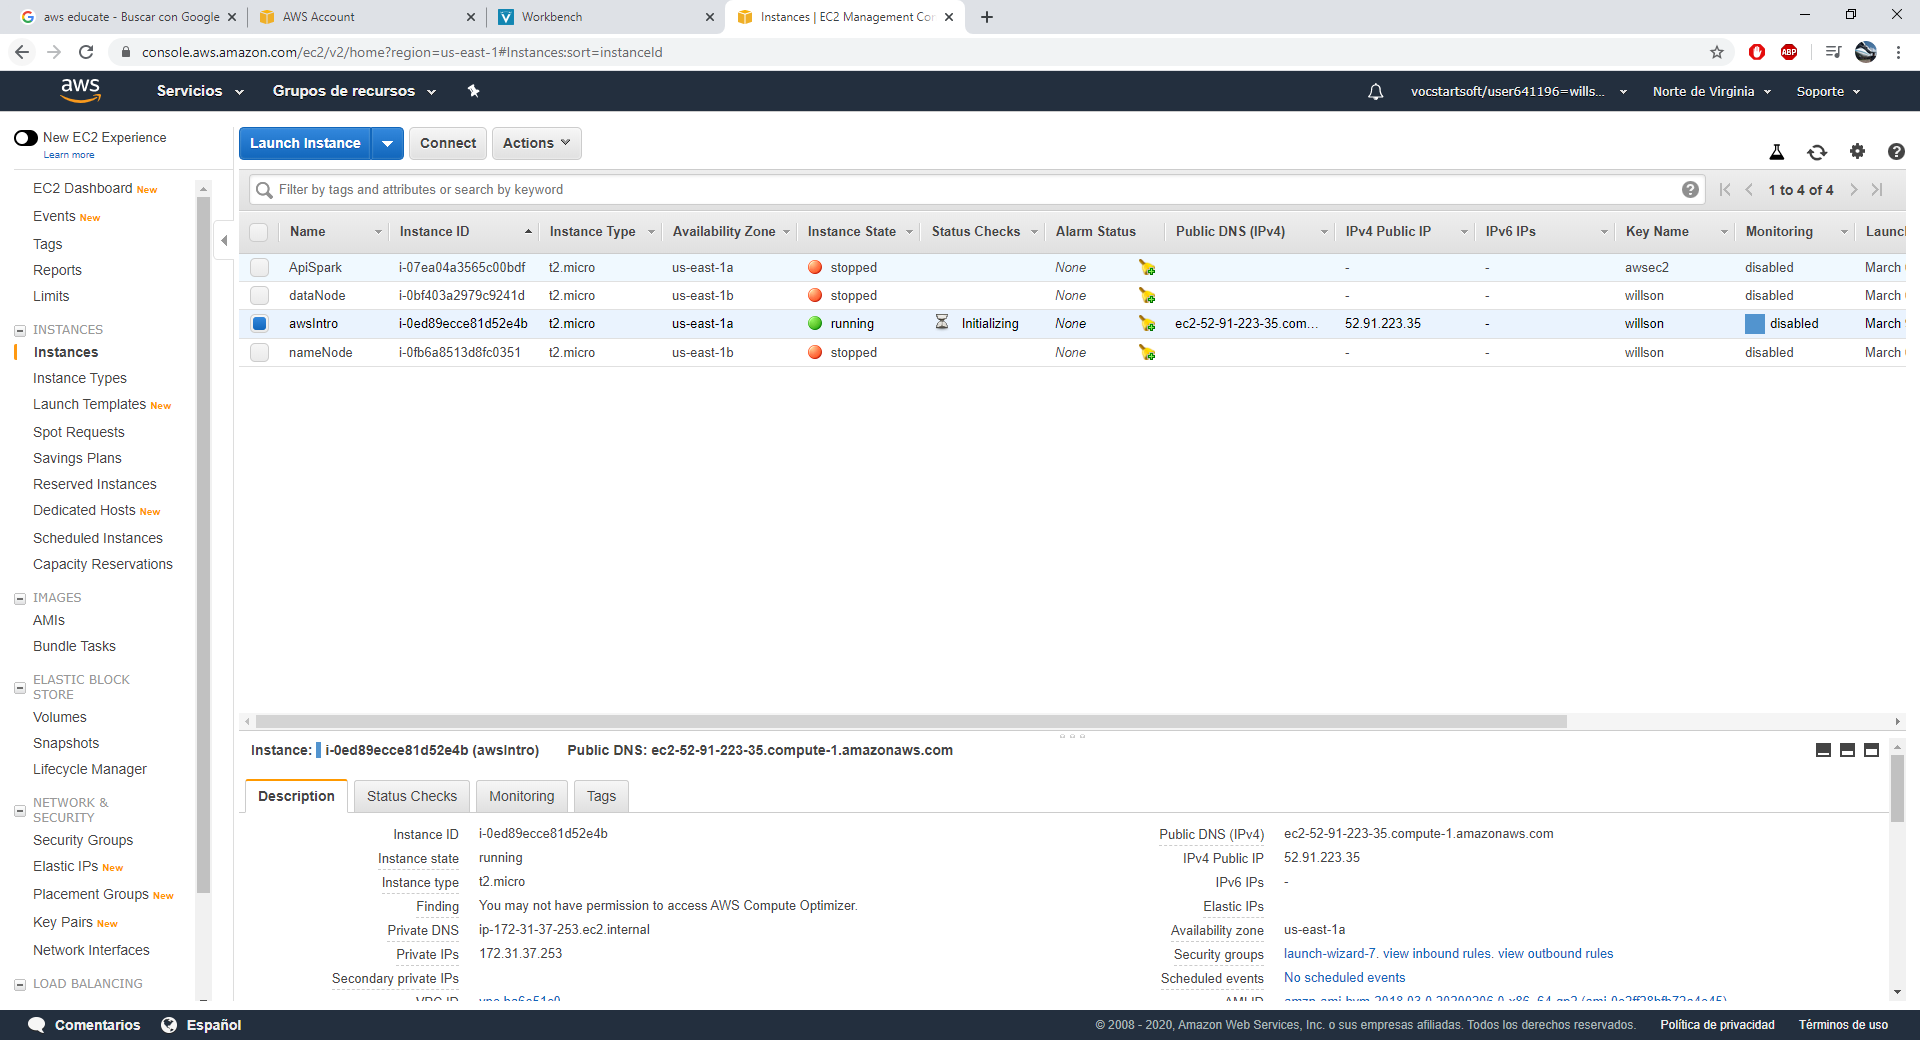 aws educate - Buscar con Google
AWS Account
Workbench
Instances | EC2 Management Cor
console.aws.amazon.com/ec2/v2/home?region=us-east-1#Instances:sort=instanceId
ABP
aws
Servicios
Grupos de recursos
vocstartsoft/user641196=wills...
Norte de Virginia
Soporte
New EC2 Experience
Learn more
Launch Instance
Connect
Actions
EC2 Dashboard New
Events New
Tags
Reports
Limits
INSTANCES
Instances
Instance Types
Launch Templates New
Spot Requests
Savings Plans
Reserved Instances
Dedicated Hosts New
Scheduled Instances
Capacity Reservations
IMAGES
AMIs
Bundle Tasks
ELASTIC BLOCK
STORE
Volumes
Snapshots
Lifecycle Manager
NETWORK &
SECURITY
Security Groups
Elastic IPs New
Placement Groups New
Key Pairs New
Network Interfaces
LOAD BALANCING
Filter by tags and attributes or search by keyword
1 to 4 of 4
Name Instance ID Instance Type Availability Zone Instance State Status Checks Alarm Status Public DNS (IPv4) IPv4 Public IP IPv6 IPs Key Name Monitoring Launc
ApiSpark i-07ea04a3565c00bdf t2.micro us-east-1a stopped None - - awsec2 disabled March
dataNode i-0bf403a2979c9241d t2.micro us-east-1b stopped None - - willson disabled March
awsIntro i-0ed89ecce81d52e4b t2.micro us-east-1a running Initializing None ec2-52-91-223-35.com... 52.91.223.35 - willson disabled March
nameNode i-0fb6a8513d8fc0351 t2.micro us-east-1b stopped None - - willson disabled March
Instance: i-0ed89ecce81d52e4b (awsIntro) Public DNS: ec2-52-91-223-35.compute-1.amazonaws.com
Description
Status Checks
Monitoring
Tags
Instance ID i-0ed89ecce81d52e4b
Instance state running
Instance type t2.micro
Finding You may not have permission to access AWS Compute Optimizer.
Private DNS ip-172-31-37-253.ec2.internal
Private IPs 172.31.37.253
Secondary private IPs
VPC ID
Public DNS (IPv4) ec2-52-91-223-35.compute-1.amazonaws.com
IPv4 Public IP 52.91.223.35
IPv6 IPs -
Elastic IPs
Availability zone us-east-1a
Security groups launch-wizard-7. view inbound rules. view outbound rules
Scheduled events No scheduled events
AMI ID
Comentarios
Español
© 2008 - 2020, Amazon Web Services, Inc. o sus empresas afiliadas. Todos los derechos reservados.
Política de privacidad
Términos de uso